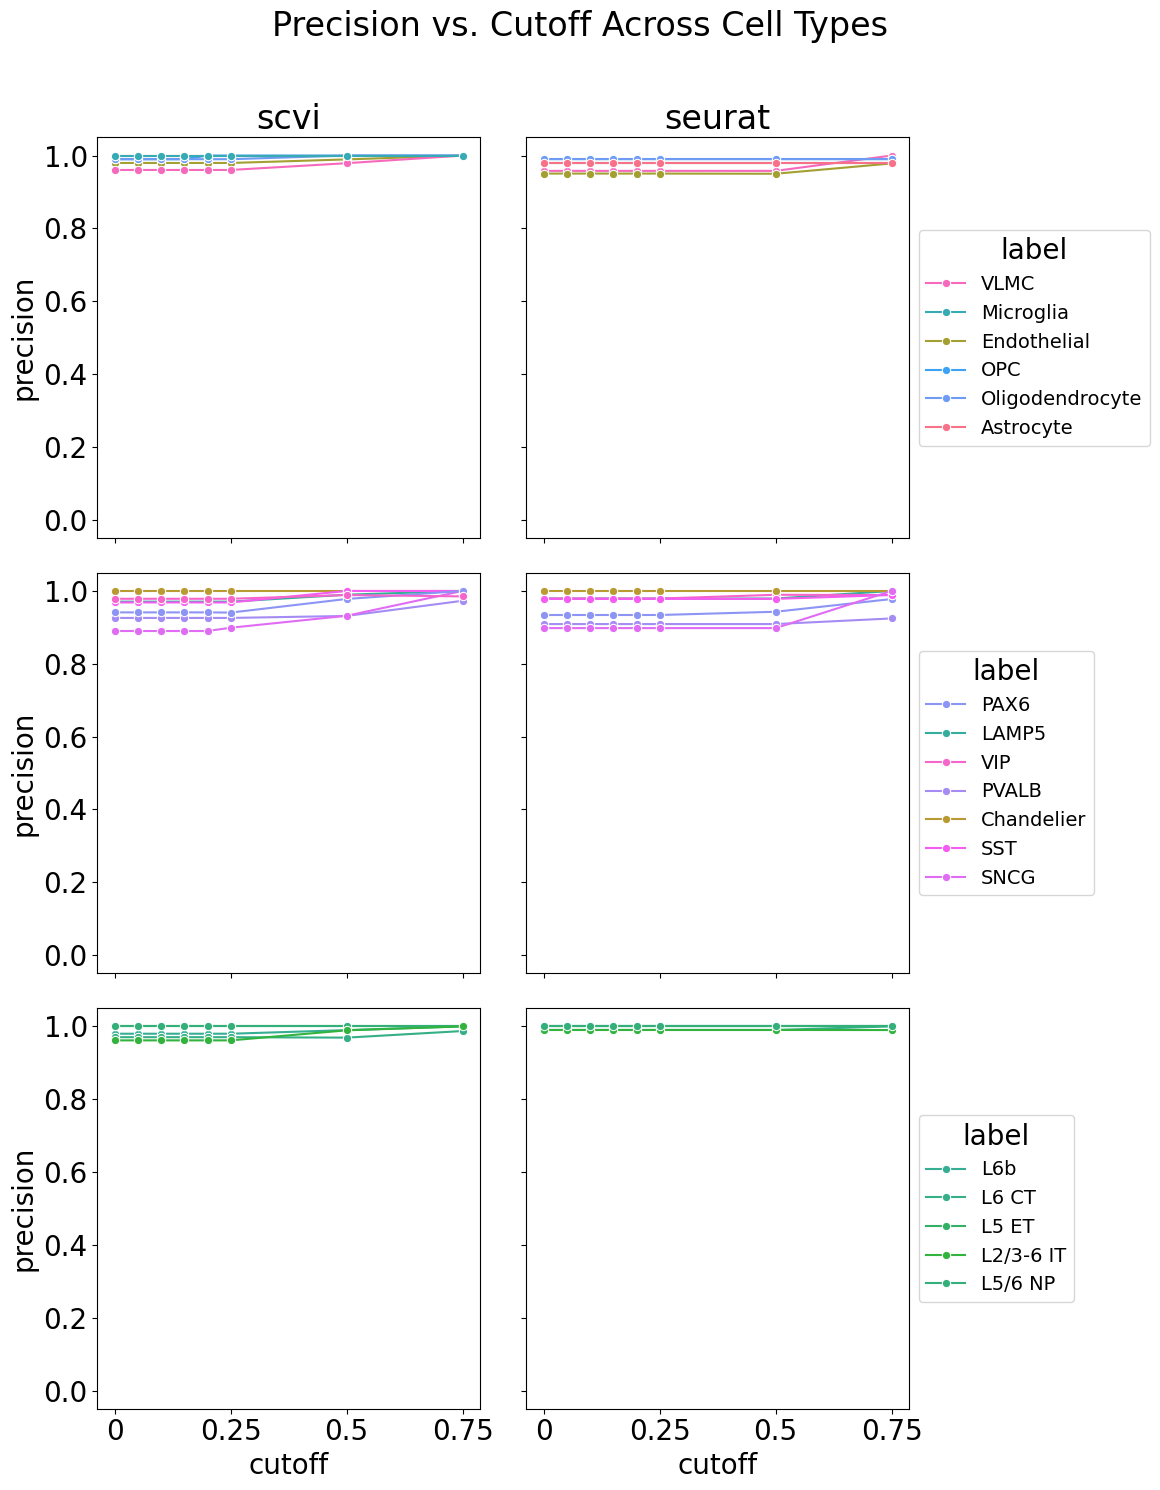 Precision vs. Cutoff Across Cell Types
scvi
seurat
precision
1.0
0.8
0.6
0.4
0.2
0.0
label
VLMC
Microglia
Endothelial
OPC
Oligodendrocyte
Astrocyte
precision
1.0
0.8
0.6
0.4
0.2
0.0
label
PAX6
LAMP5
VIP
PVALB
Chandelier
SST
SNCG
precision
1.0
0.8
0.6
0.4
0.2
0.0
label
L6b
L6 CT
L5 ET
L2/3-6 IT
L5/6 NP
0 0.25 0.5 0.75
cutoff
0 0.25 0.5 0.75
cutoff